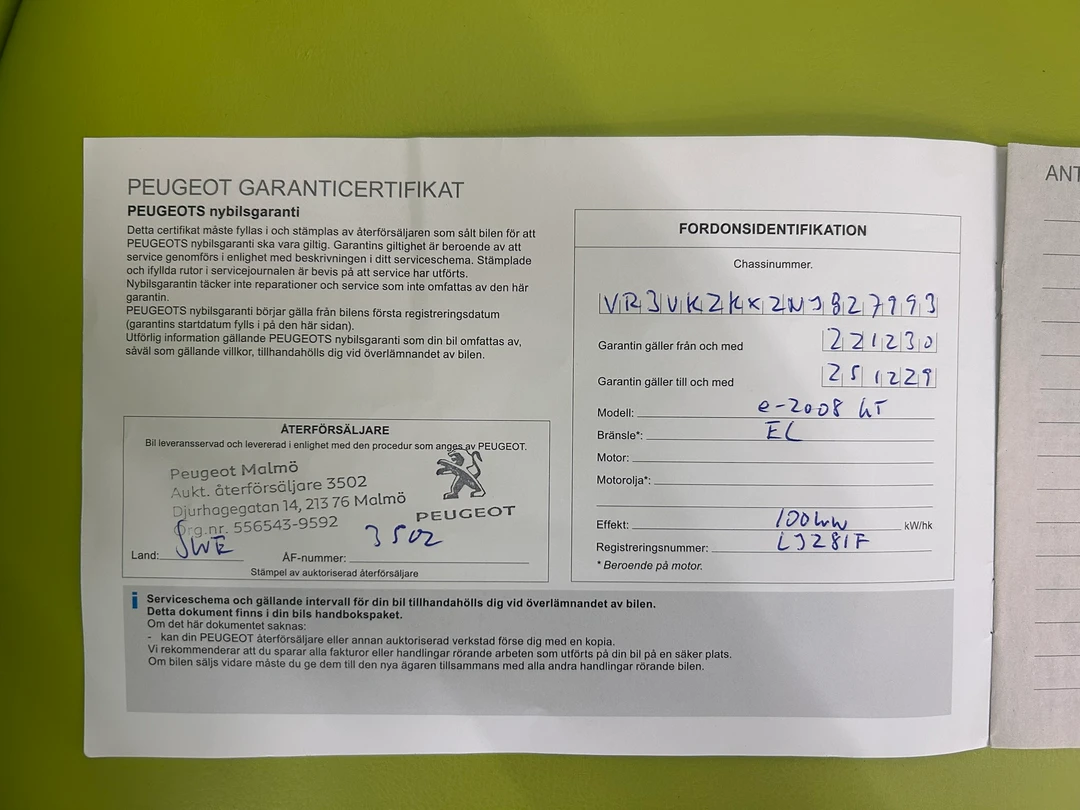 PEUGEOT GARANTICERTIFIKAT
PEUGEOTS nybilsgaranti
Detta certifikat måste fyllas i och stämplas av återförsäljaren som sålt bilen för att
PEUGEOTS nybilsgaranti ska vara giltig. Garantins giltighet är beroende av att
service genomförs i enlighet med beskrivningen i ditt serviceschema. Stämplade
och ifyllda rutor i servicejournalen är bevis på att service har utförts.
Nybilsgarantin täcker inte reparationer och service som inte omfattas av den här
garantin.
PEUGEOTS nybilsgaranti börjar gälla från bilens första registreringsdatum
(garantins startdatum fylls i på den här sidan).
Utförlig information gällande PEUGEOTS nybilsgaranti som din bil omfattas av,
såväl som gällande villkor, tillhandahölls dig vid överlämnandet av bilen.
ÅTERFÖRSÄLJARE
Bil leveransservad och levererad i enlighet med den procedur som anges av PEUGEOT.
Peugeot Malmö
Aukt. återförsäljare 3502
Djurhagegatan 14, 213 76 Malmö
Org.nr. 556543-9592
PEUGEOT
Land: SWE ÅF-nummer: 3502
Stämpel av auktoriserad återförsäljare
FORDONSIDENTIFIKATION
Chassinummer.
VR3UKZKXZNJ827993
Garantin gäller från och med 221230
Garantin gäller till och med 251229
Modell: e-2008 GT
Bränsle*: EL
Motor:
Motorolja*:
Effekt: 100kW kW/hk
Registreringsnummer: LJZ81F
* Beroende på motor.
i Serviceschema och gällande intervall för din bil tillhandahölls dig vid överlämnandet av bilen.
Detta dokument finns i din bils handbokspaket.
Om det här dokumentet saknas:
- kan din PEUGEOT återförsäljare eller annan auktoriserad verkstad förse dig med en kopia.
Vi rekommenderar att du sparar alla fakturor eller handlingar rörande arbeten som utförts på din bil på en säker plats.
Om bilen säljs vidare måste du ge dem till den nya ägaren tillsammans med alla andra handlingar rörande bilen.
ANT